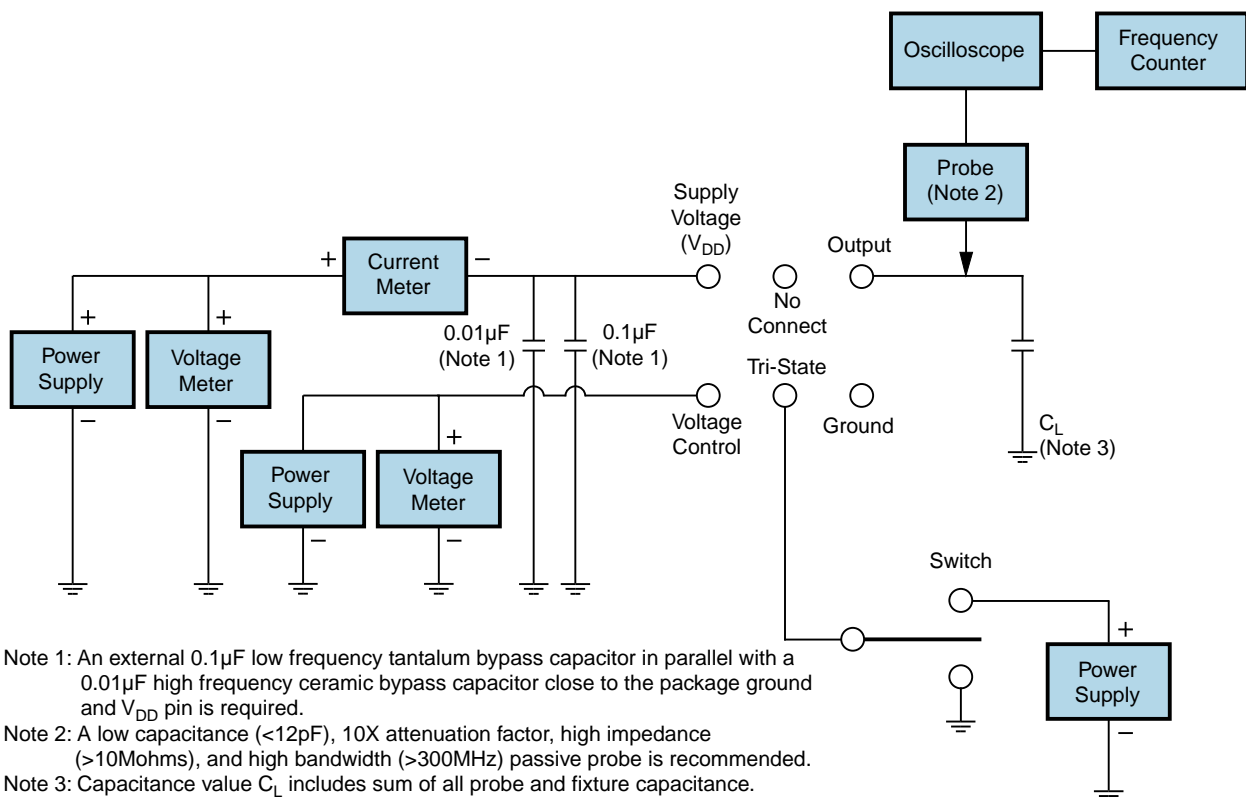 Oscilloscope
Frequency
Counter
Probe
(Note 2)
Supply
Voltage
(VDD)
Output
+
Current
Meter
–
No
Connect
+
Power
Supply
–
+
Voltage
Meter
–
0.01µF
(Note 1)
0.1µF
(Note 1)
Tri-State
Voltage
Control
Ground
CL
(Note 3)
Power
Supply
–
+
Voltage
Meter
–
Switch
+
Power
Supply
–
Note 1: An external 0.1µF low frequency tantalum bypass capacitor in parallel with a
0.01µF high frequency ceramic bypass capacitor close to the package ground
and VDD pin is required.
Note 2: A low capacitance (<12pF), 10X attenuation factor, high impedance
(>10Mohms), and high bandwidth (>300MHz) passive probe is recommended.
Note 3: Capacitance value CL includes sum of all probe and fixture capacitance.